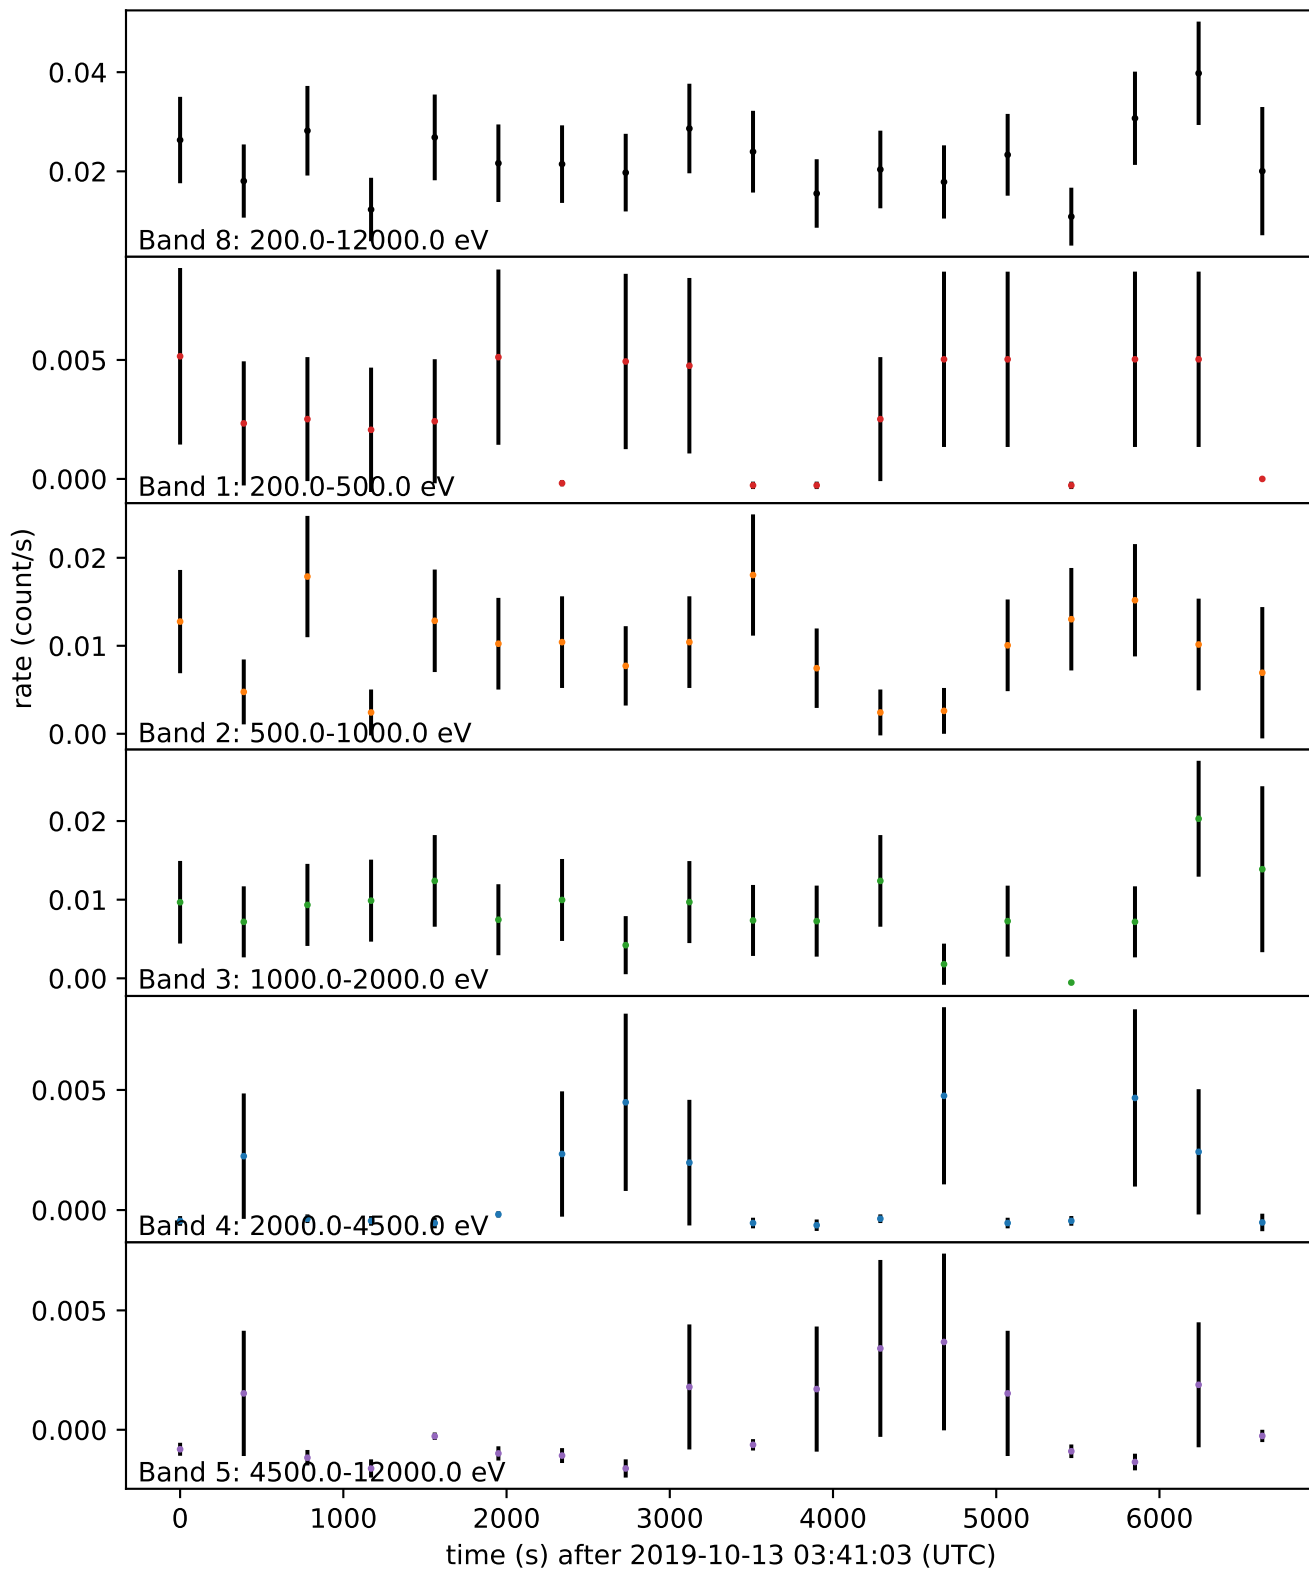 0.04
0.02
Band 8: 200.0-12000.0 eV
0.005
0.000
Band 1: 200.0-500.0 eV
rate (count/s)
0.02
0.01
0.00
Band 2: 500.0-1000.0 eV
0.02
0.01
0.00
Band 3: 1000.0-2000.0 eV
0.005
0.000
Band 4: 2000.0-4500.0 eV
0.005
0.000
Band 5: 4500.0-12000.0 eV
0 1000 2000 3000 4000 5000 6000
time (s) after 2019-10-13 03:41:03 (UTC)